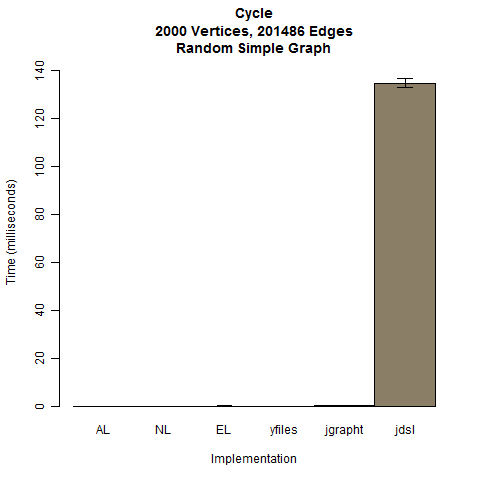 Cycle
2000 Vertices, 201486 Edges
Random Simple Graph
140
120
100
80
60
40
20
0
Time (milliseconds)
AL NL EL yfiles jgrapht jdsl
Implementation